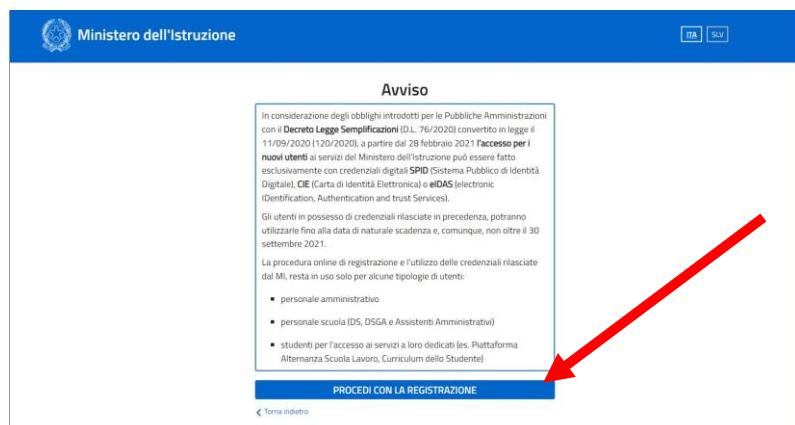 Ministero dell'Istruzione
ITA SLV
Avviso
In considerazione degli obblighi introdotti per le Pubbliche Amministrazioni
con il Decreto Legge Semplificazioni (D.L. 76/2020) convertito in legge il
11/09/2020 (120/2020), a partire dal 28 febbraio 2021 l'accesso per i
nuovi utenti ai servizi del Ministero dell'Istruzione può essere fatto
esclusivamente con credenziali digitali SPID (Sistema Pubblico di Identità
Digitale), CIE (Carta di Identità Elettronica) o eIDAS (electronic
IDentification, Authentication and trust Services).
Gli utenti in possesso di credenziali rilasciate in precedenza, potranno
utilizzarle fino alla data di naturale scadenza e, comunque, non oltre il 30
settembre 2021.
La procedura online di registrazione e l'utilizzo delle credenziali rilasciate
dal MI, resta in uso solo per alcune tipologie di utenti:
▪ personale amministrativo
▪ personale scuola (DS, DSGA e Assistenti Amministrativi)
▪ studenti per l'accesso ai servizi a loro dedicati (es. Piattaforma
Alternanza Scuola Lavoro, Curriculum dello Studente)
PROCEDI CON LA REGISTRAZIONE
Torna indietro